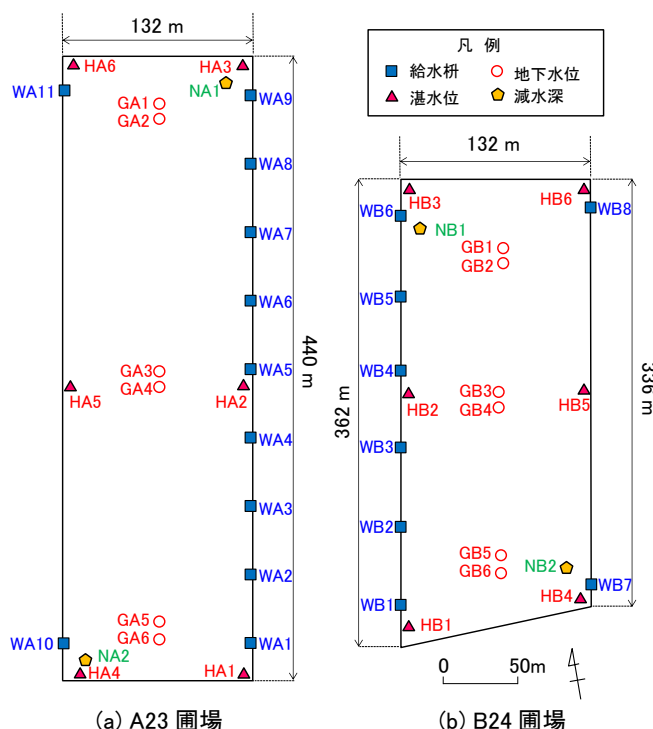 132 m
HA6
HA3
WA11
NA1
WA9
GA1
GA2
WA8
WA7
WA6
GA3
WA5
GA4
HA5
HA2
440 m
WA4
WA3
WA2
GA5
GA6
WA10
WA1
NA2
HA4
HA1
(a) A23 圃場
凡 例
給水枡
地下水位
湛水位
減水深
132 m
HB3
HB6
WB6
WB8
NB1
GB1
GB2
WB5
WB4
GB3
GB4
HB2
HB5
362 m
336 m
WB3
WB2
GB5
GB6
NB2
WB7
WB1
HB4
HB1
0 50m
(b) B24 圃場